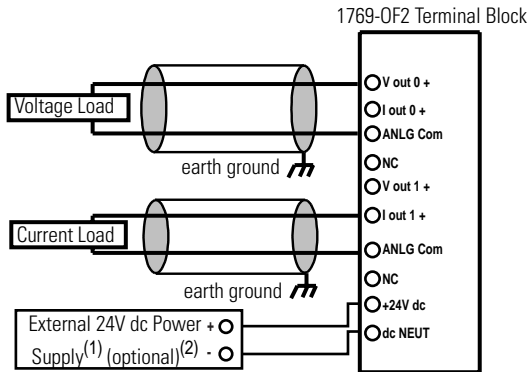 1769-OF2 Terminal Block
V out 0 +
Voltage Load
I out 0 +
ANLG Com
earth ground
NC
V out 1 +
I out 1 +
Current Load
ANLG Com
NC
earth ground
+24V dc
External 24V dc Power +
dc NEUT
Supply(1) (optional)(2) -